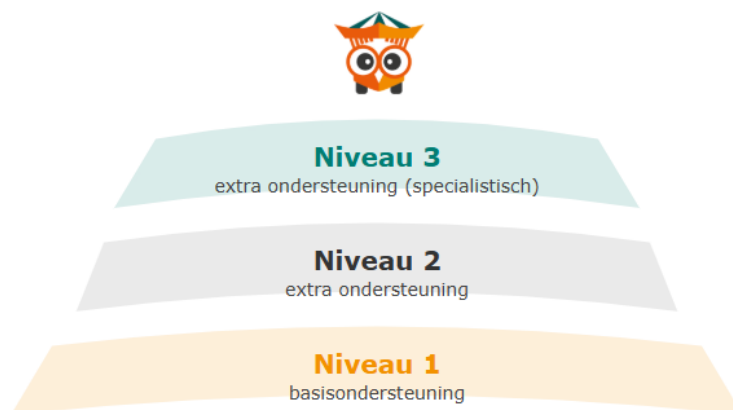 Niveau 3
extra ondersteuning (specialistisch)
Niveau 2
extra ondersteuning
Niveau 1
basisondersteuning